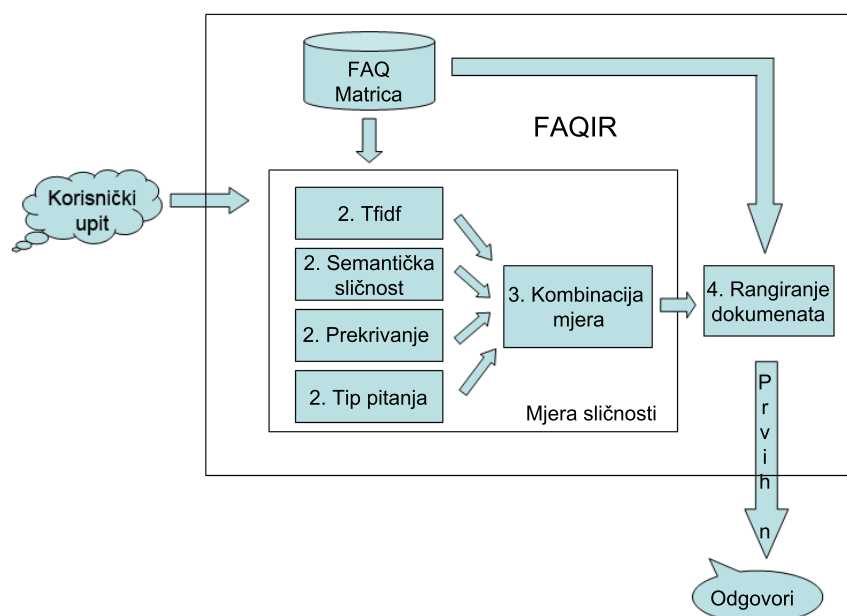 FAQ
Matrica
FAQIR
Korisnički
upit
2. Tfidf
2. Semantička
sličnost
2. Prekrivanje
2. Tip pitanja
3. Kombinacija
mjera
Mjera sličnosti
4. Rangiranje
dokumenata
Prvih n
Odgovori